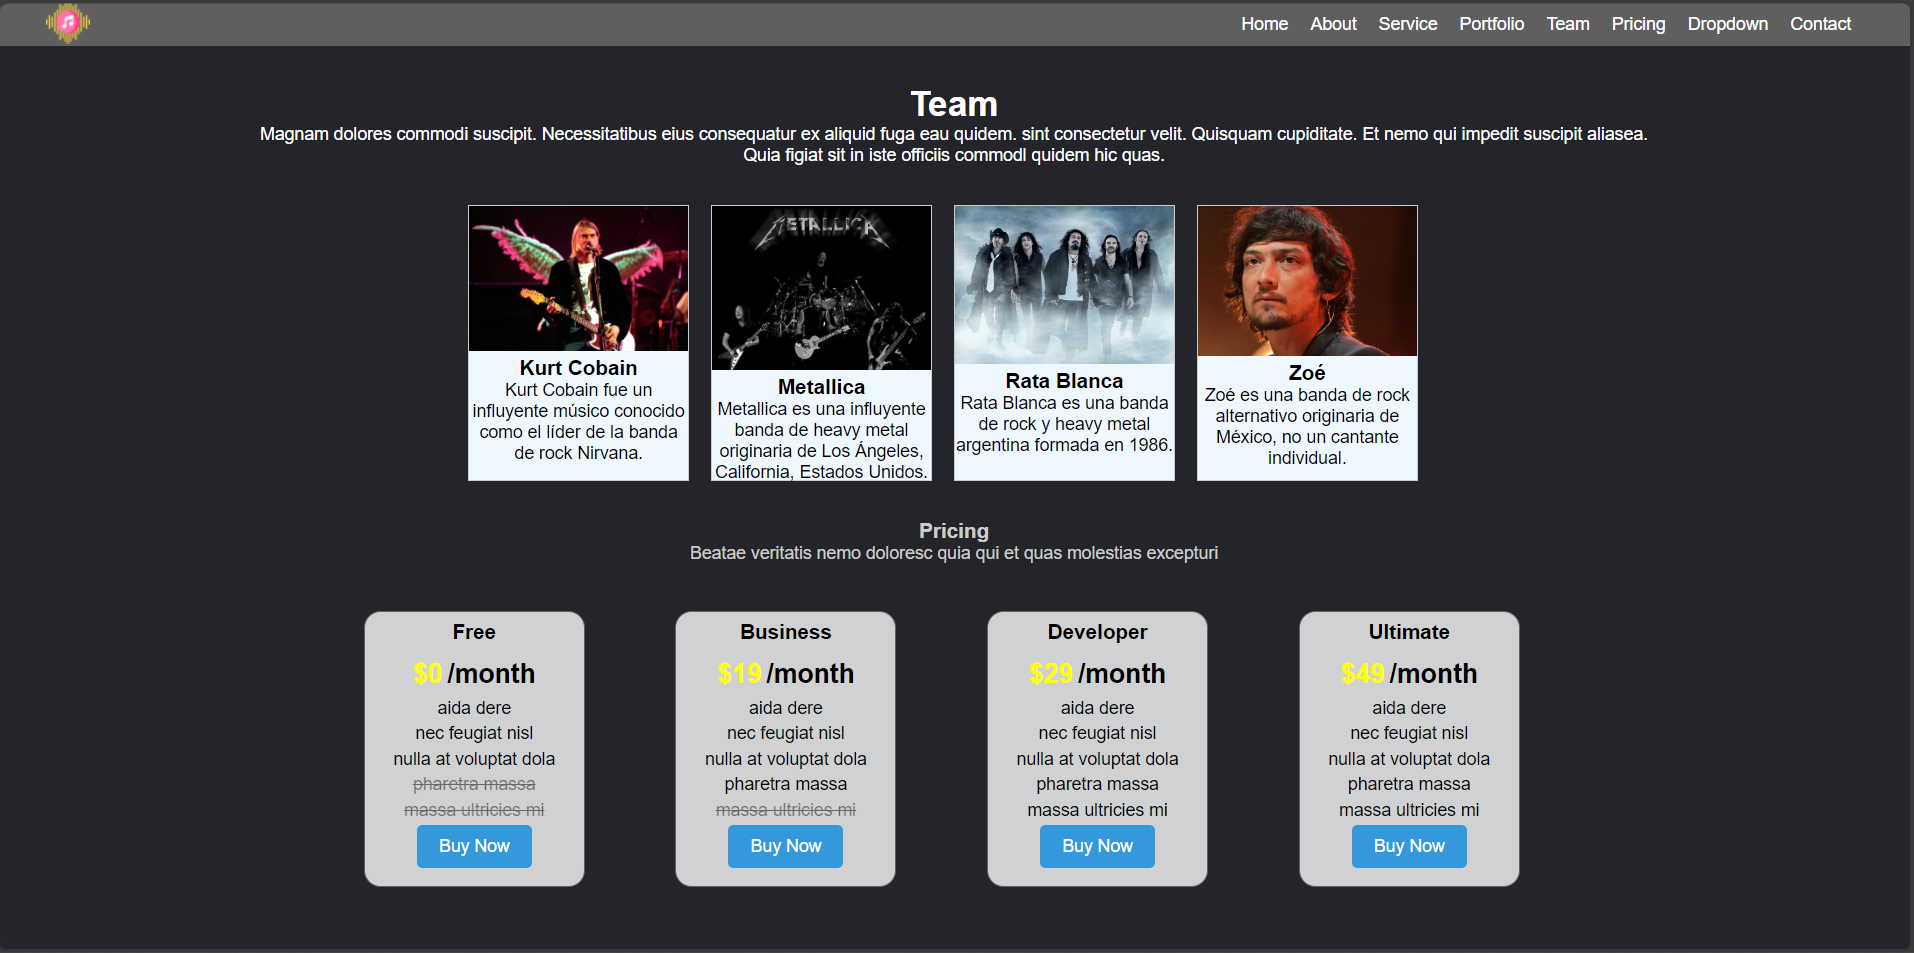 Home About Service Portfolio Team Pricing Dropdown Contact
Team
Magnam dolores commodi suscipit. Necessitatibus eius consequatur ex aliquid fuga eau quidem. sint consectetur velit. Quisquam cupiditate. Et nemo qui impedit suscipit aliasea.
Quia figiat sit in iste officiis commodl quidem hic quas.
Kurt Cobain
Kurt Cobain fue un
influyente músico conocido
como el líder de la banda
de rock Nirvana.
METALLICA
Metallica
Metallica es una influyente
banda de heavy metal
originaria de Los Ángeles,
California, Estados Unidos.
Rata Blanca
Rata Blanca es una banda
de rock y heavy metal
argentina formada en 1986.
Zoé
Zoé es una banda de rock
alternativo originaria de
México, no un cantante
individual.
Pricing
Beatae veritatis nemo doloresc quia qui et quas molestias excepturi
Free
$0 /month
aida dere
nec feugiat nisl
nulla at voluptat dola
pharetra massa
massa ultricies mi
Buy Now
Business
$19 /month
aida dere
nec feugiat nisl
nulla at voluptat dola
pharetra massa
massa ultricies mi
Buy Now
Developer
$29 /month
aida dere
nec feugiat nisl
nulla at voluptat dola
pharetra massa
massa ultricies mi
Buy Now
Ultimate
$49 /month
aida dere
nec feugiat nisl
nulla at voluptat dola
pharetra massa
massa ultricies mi
Buy Now